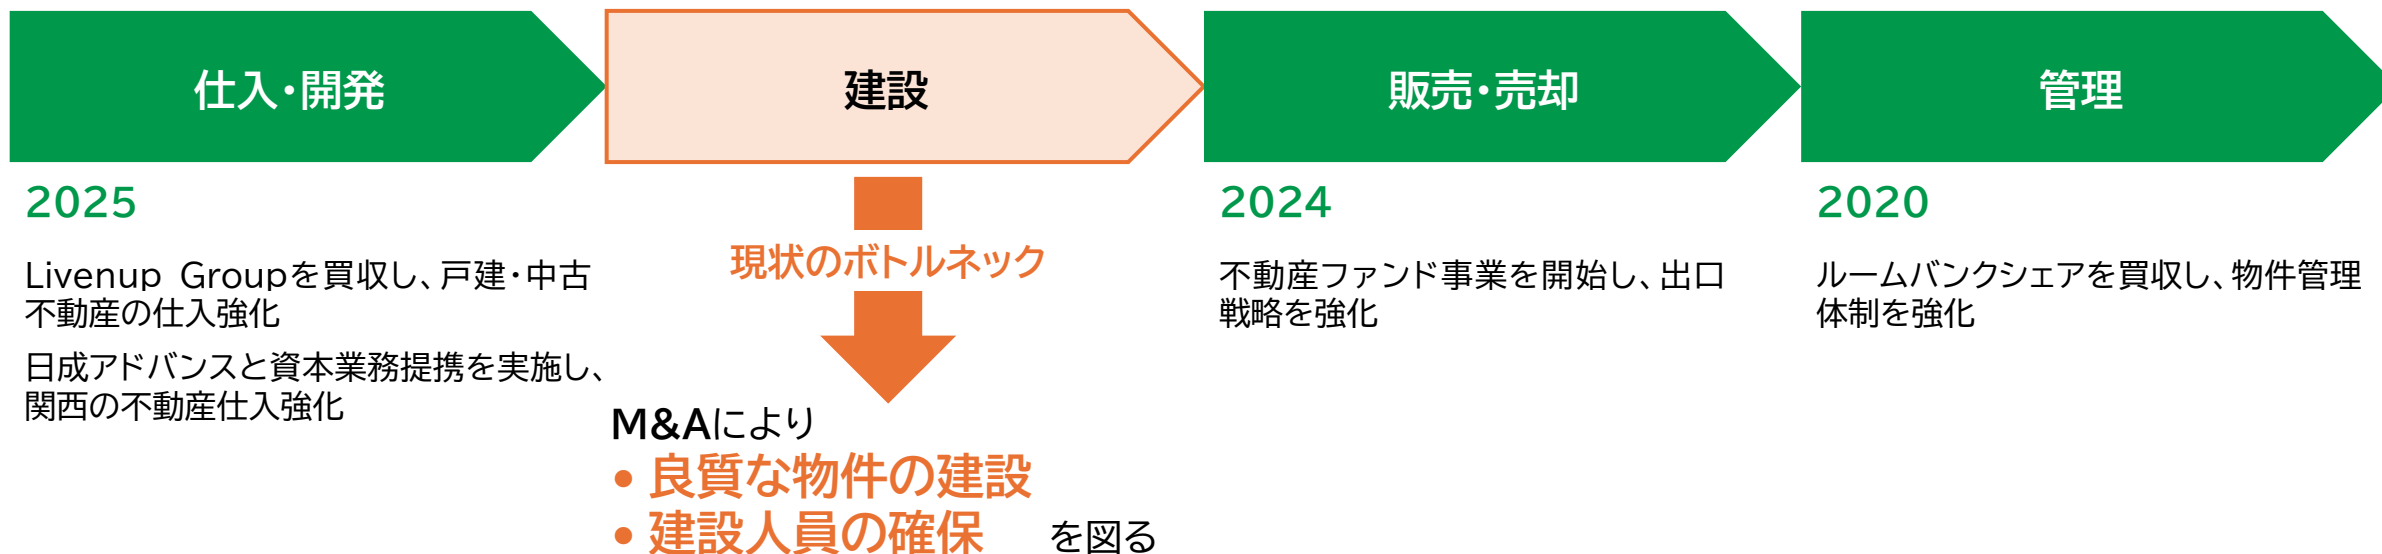 仕入・開発
建設
販売・売却
管理
2025
Livenup Groupを買収し、戸建・中古
不動産の仕入強化
日成アドバンスと資本業務提携を実施し、
関西の不動産仕入強化
現状のボトルネック
M&Aにより
• 良質な物件の建設
• 建設人員の確保 を図る
2024
不動産ファンド事業を開始し、出口
戦略を強化
2020
ルームバンクシェアを買収し、物件管理
体制を強化